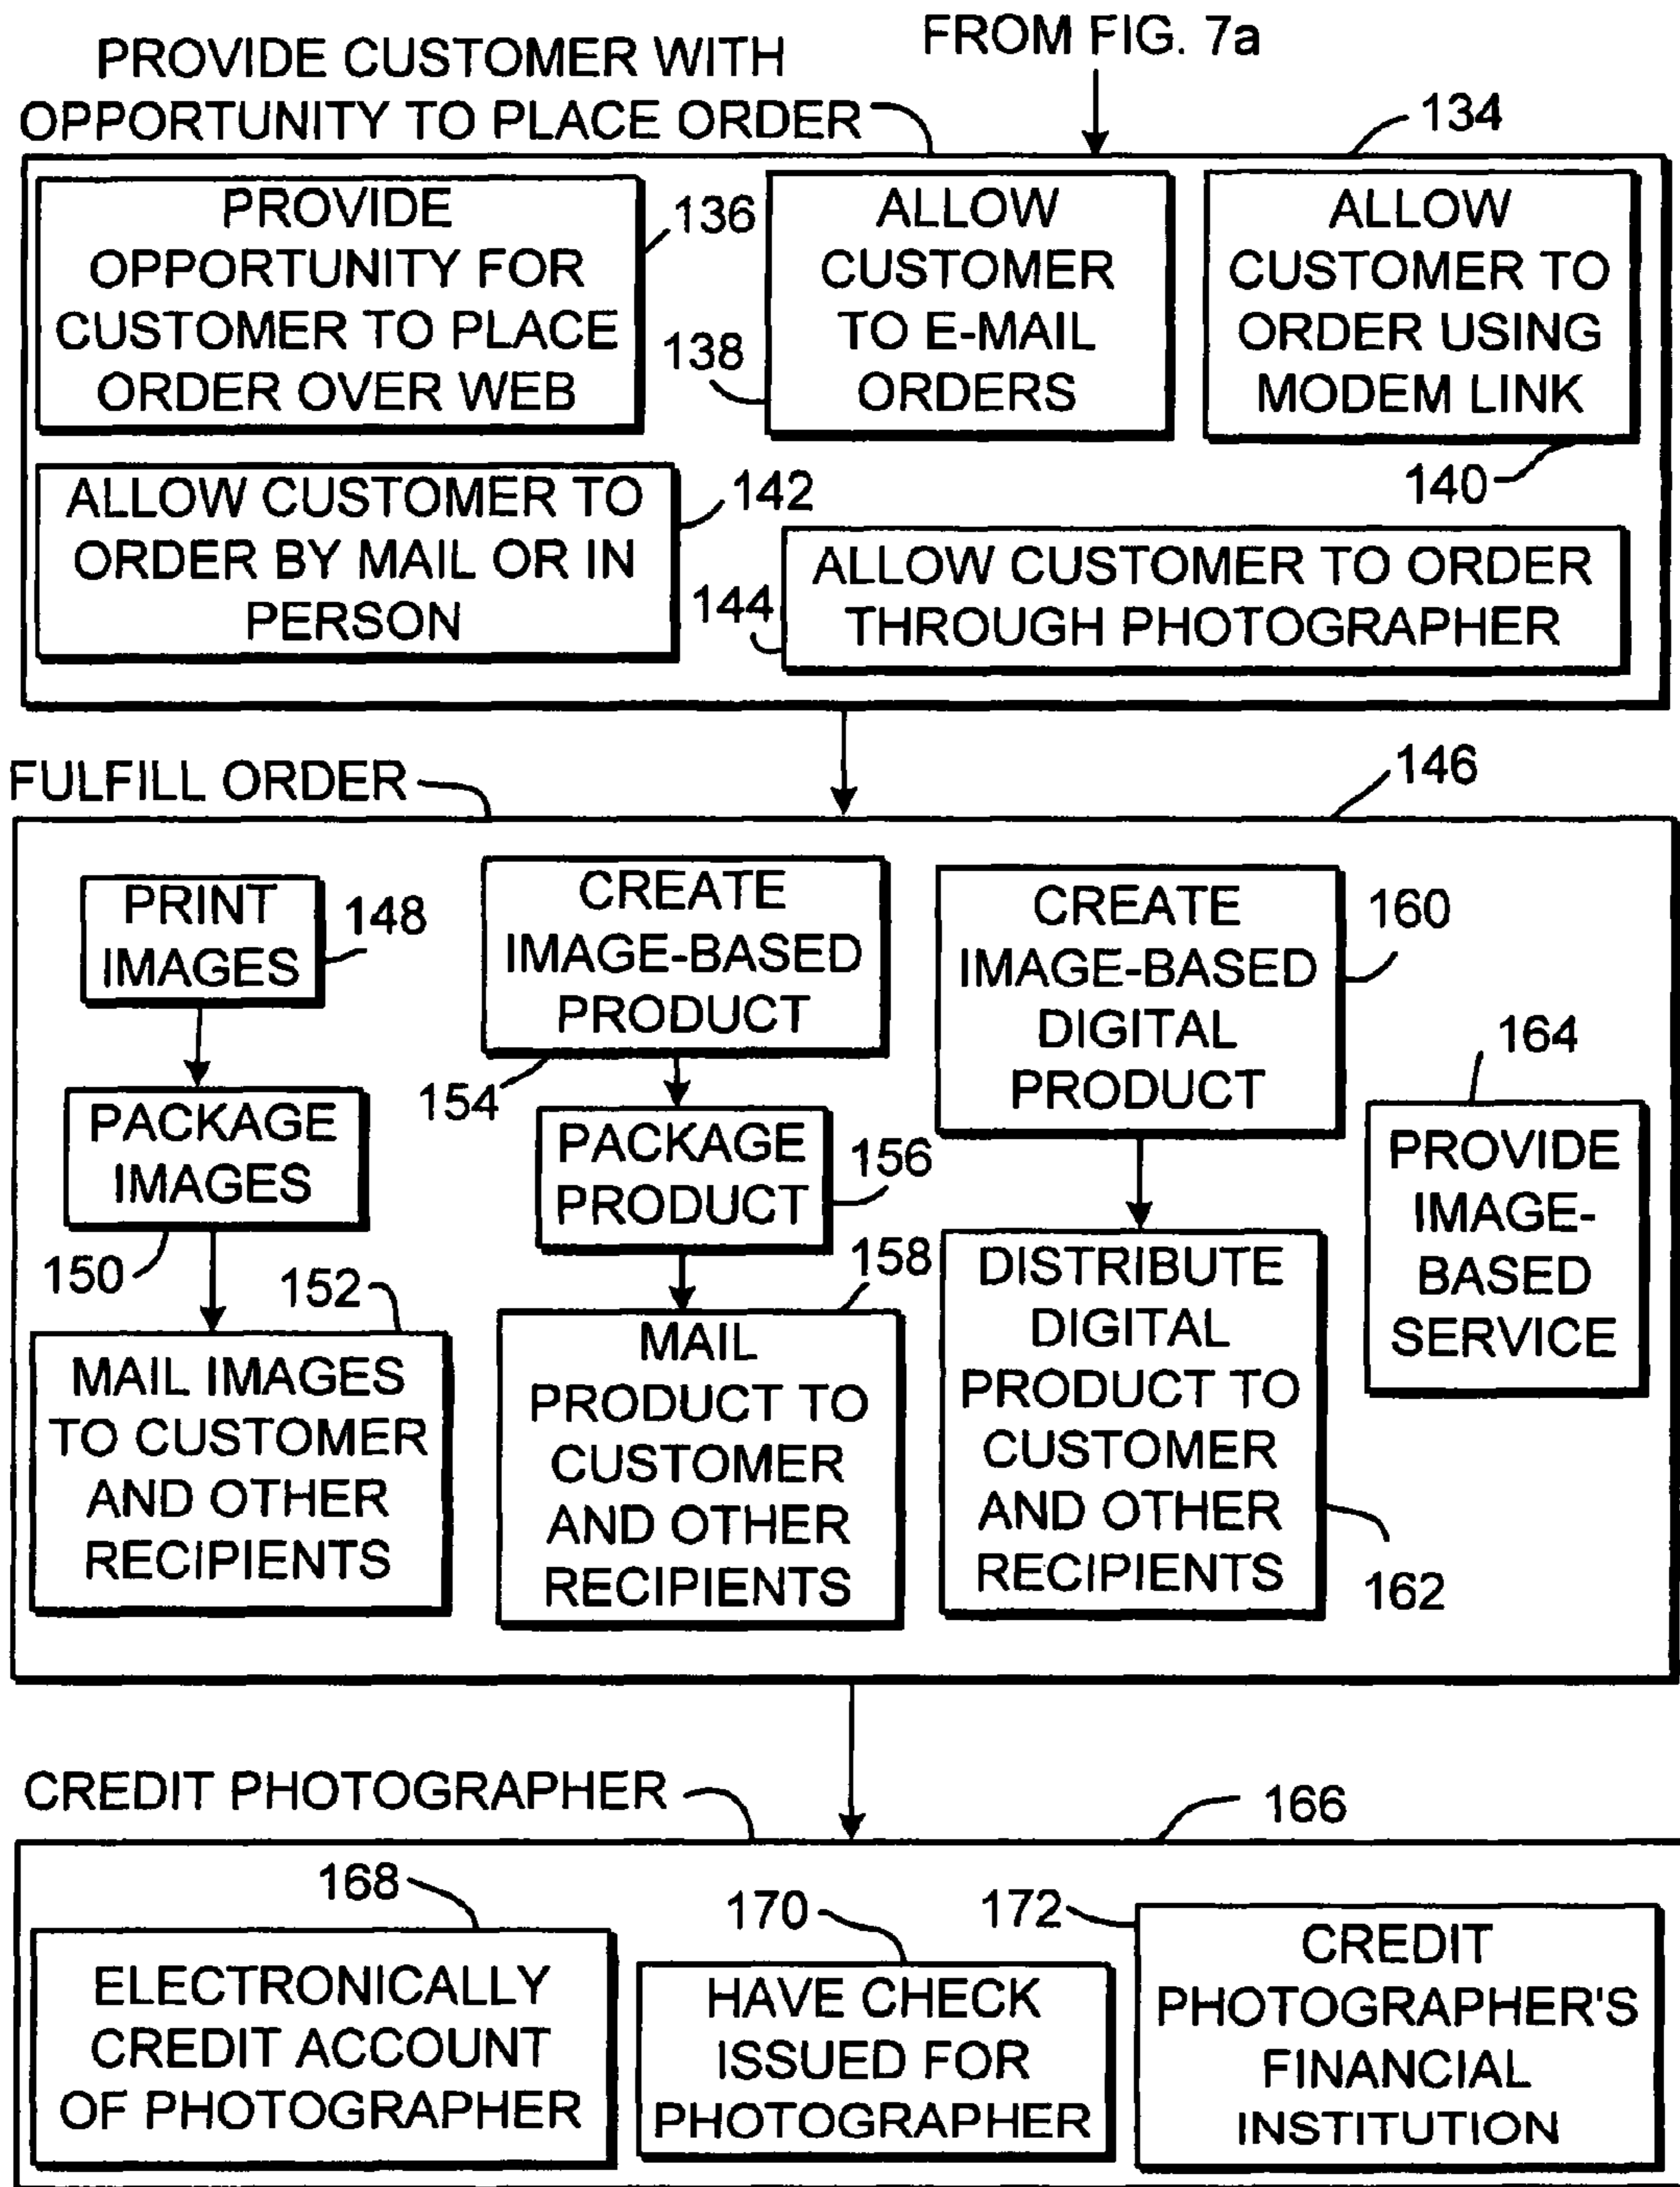 FROM FIG. 7a
PROVIDE CUSTOMER WITH
OPPORTUNITY TO PLACE ORDER
134
PROVIDE
OPPORTUNITY FOR
CUSTOMER TO PLACE
ORDER OVER WEB
136
138
ALLOW
CUSTOMER
TO E-MAIL
ORDERS
ALLOW
CUSTOMER TO
ORDER USING
MODEM LINK
140
ALLOW CUSTOMER TO
ORDER BY MAIL OR IN
PERSON
142
144
ALLOW CUSTOMER TO ORDER
THROUGH PHOTOGRAPHER
FULFILL ORDER
146
PRINT
IMAGES
148
PACKAGE
IMAGES
150
152
MAIL IMAGES
TO CUSTOMER
AND OTHER
RECIPIENTS
CREATE
IMAGE-BASED
PRODUCT
154
PACKAGE
PRODUCT
156
158
MAIL
PRODUCT TO
CUSTOMER
AND OTHER
RECIPIENTS
CREATE
IMAGE-BASED
DIGITAL
PRODUCT
160
DISTRIBUTE
DIGITAL
PRODUCT TO
CUSTOMER
AND OTHER
RECIPIENTS
162
164
PROVIDE
IMAGE-
BASED
SERVICE
CREDIT PHOTOGRAPHER
166
168
ELECTRONICALLY
CREDIT ACCOUNT
OF PHOTOGRAPHER
170
HAVE CHECK
ISSUED FOR
PHOTOGRAPHER
172
CREDIT
PHOTOGRAPHER'S
FINANCIAL
INSTITUTION